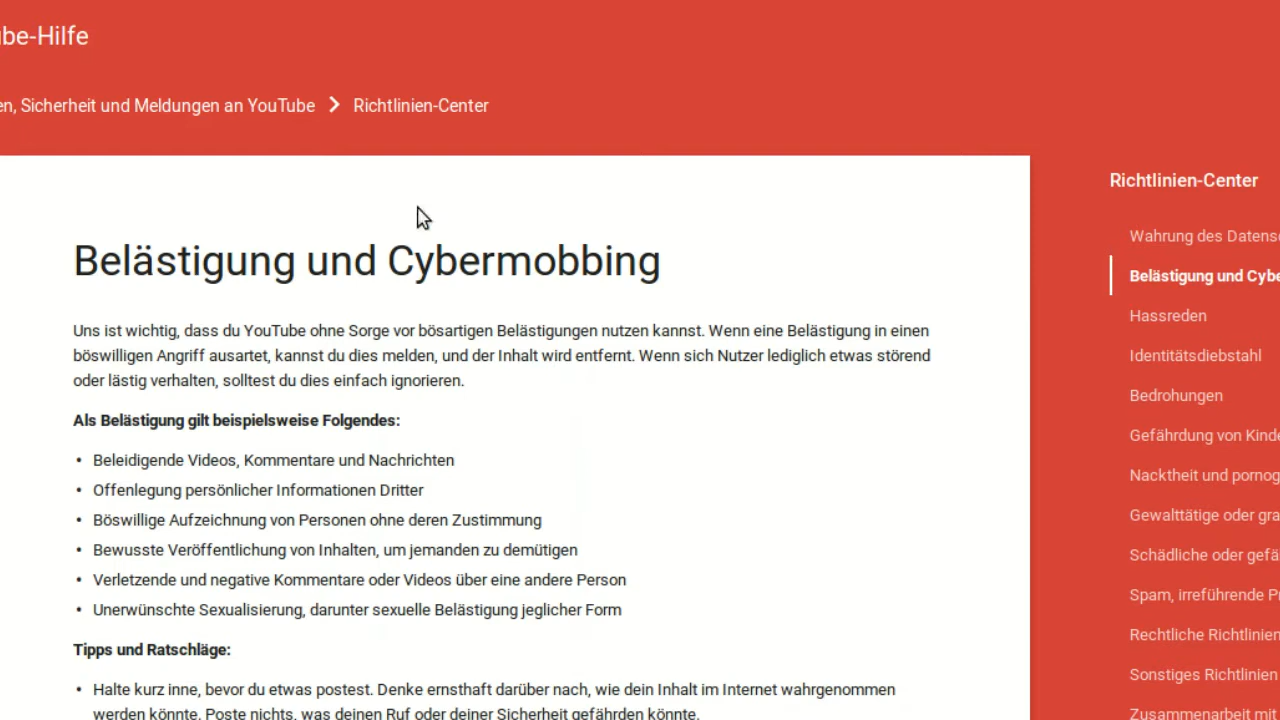 be-Hilfe
en, Sicherheit und Meldungen an YouTube > Richtlinien-Center
Belästigung und Cybermobbing
Uns ist wichtig, dass du YouTube ohne Sorge vor bösartigen Belästigungen nutzen kannst. Wenn eine Belästigung in einen
böswilligen Angriff ausartet, kannst du dies melden, und der Inhalt wird entfernt. Wenn sich Nutzer lediglich etwas störend
oder lästig verhalten, solltest du dies einfach ignorieren.
Als Belästigung gilt beispielsweise Folgendes:
• Beleidigende Videos, Kommentare und Nachrichten
• Offenlegung persönlicher Informationen Dritter
• Böswillige Aufzeichnung von Personen ohne deren Zustimmung
• Bewusste Veröffentlichung von Inhalten, um jemanden zu demütigen
• Verletzende und negative Kommentare oder Videos über eine andere Person
• Unerwünschte Sexualisierung, darunter sexuelle Belästigung jeglicher Form
Tipps und Ratschläge:
• Halte kurz inne, bevor du etwas postest. Denke ernsthaft darüber nach, wie dein Inhalt im Internet wahrgenommen
werden könnte. Poste nichts, was deinen Ruf oder deiner Sicherheit gefährden könnte.
Richtlinien-Center
Wahrung des Datens
Belästigung und Cybe
Hassreden
Identitätsdiebstahl
Bedrohungen
Gefährdung von Kinde
Nacktheit und pornog
Gewalttätige oder gra
Schädliche oder gefä
Spam, irreführende P
Rechtliche Richtlinien
Sonstiges Richtlinien
Zusammenarbeit mit